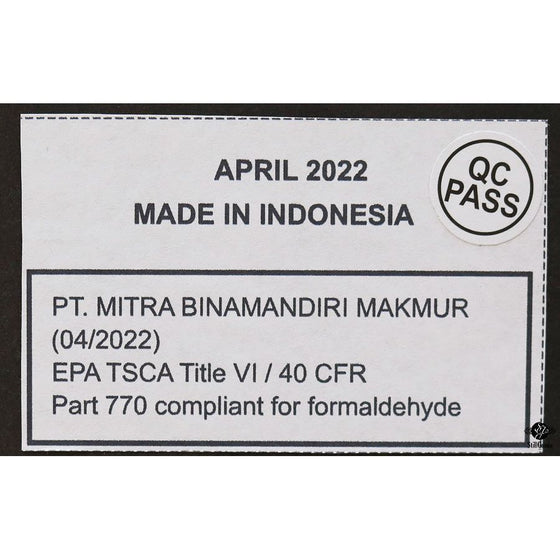 APRIL 2022
MADE IN INDONESIA
QC
PASS
PT. MITRA BINAMANDIRI MAKMUR
(04/2022)
EPA TSCA Title VI / 40 CFR
Part 770 compliant for formaldehyde